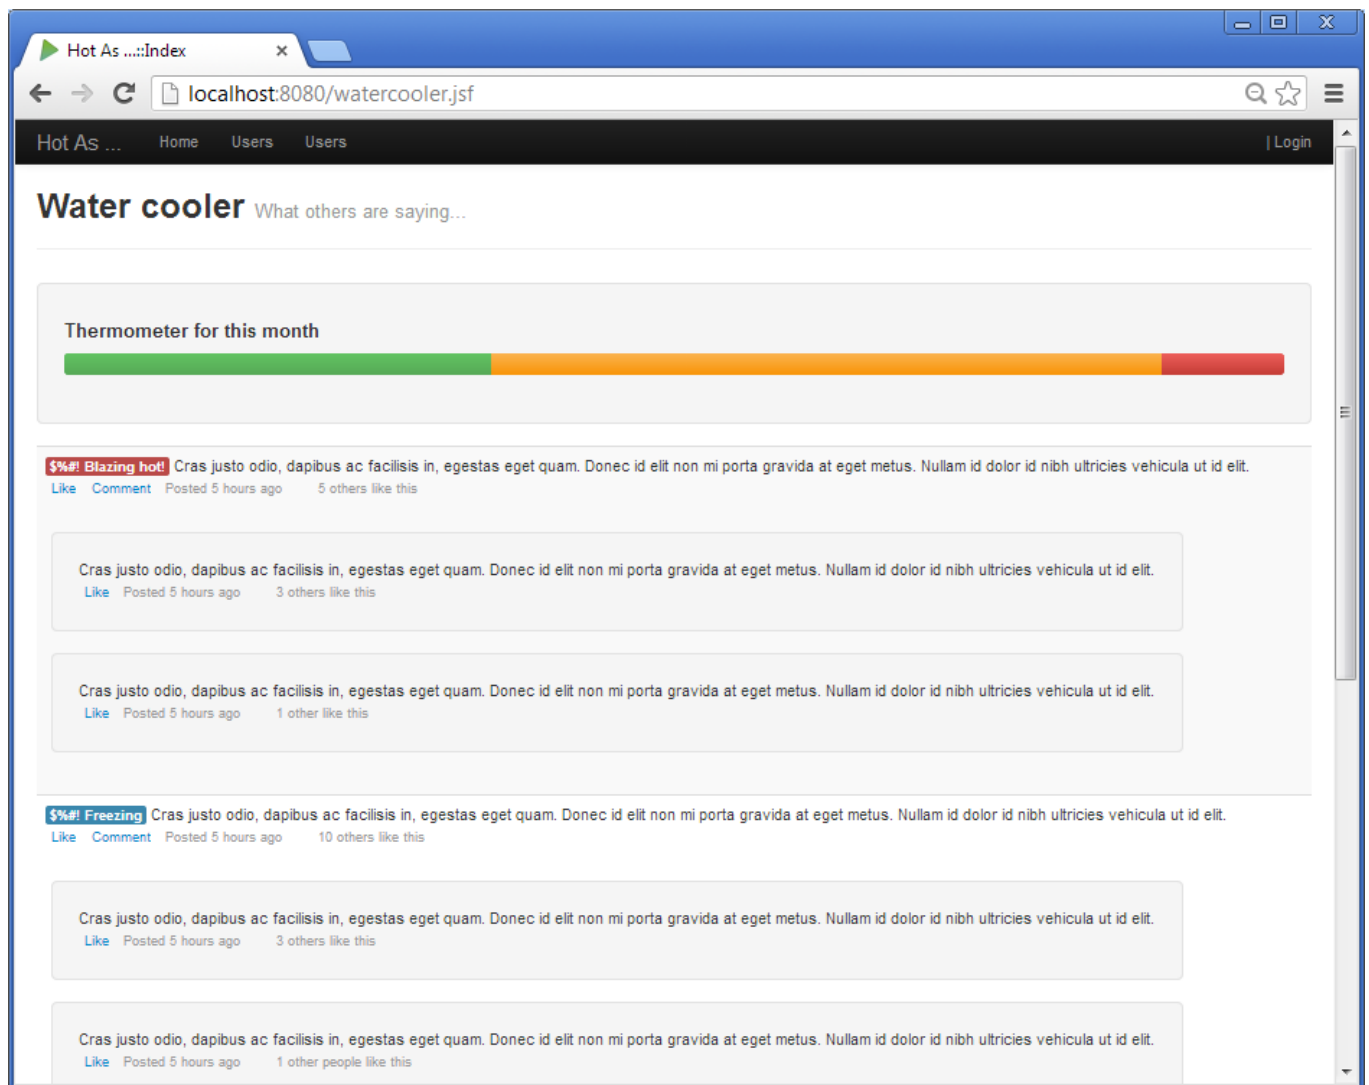 Hot As ...::Index
localhost:8080/watercooler.jsf
Hot As ... Home Users Users | Login
Water cooler What others are saying...
Thermometer for this month
$%#! Blazing hot! Cras justo odio, dapibus ac facilisis in, egestas eget quam. Donec id elit non mi porta gravida at eget metus. Nullam id dolor id nibh ultricies vehicula ut id elit.
Like Comment Posted 5 hours ago 5 others like this
Cras justo odio, dapibus ac facilisis in, egestas eget quam. Donec id elit non mi porta gravida at eget metus. Nullam id dolor id nibh ultricies vehicula ut id elit.
Like Posted 5 hours ago 3 others like this
Cras justo odio, dapibus ac facilisis in, egestas eget quam. Donec id elit non mi porta gravida at eget metus. Nullam id dolor id nibh ultricies vehicula ut id elit.
Like Posted 5 hours ago 1 other like this
$%#! Freezing Cras justo odio, dapibus ac facilisis in, egestas eget quam. Donec id elit non mi porta gravida at eget metus. Nullam id dolor id nibh ultricies vehicula ut id elit.
Like Comment Posted 5 hours ago 10 others like this
Cras justo odio, dapibus ac facilisis in, egestas eget quam. Donec id elit non mi porta gravida at eget metus. Nullam id dolor id nibh ultricies vehicula ut id elit.
Like Posted 5 hours ago 3 others like this
Cras justo odio, dapibus ac facilisis in, egestas eget quam. Donec id elit non mi porta gravida at eget metus. Nullam id dolor id nibh ultricies vehicula ut id elit.
Like Posted 5 hours ago 1 other people like this